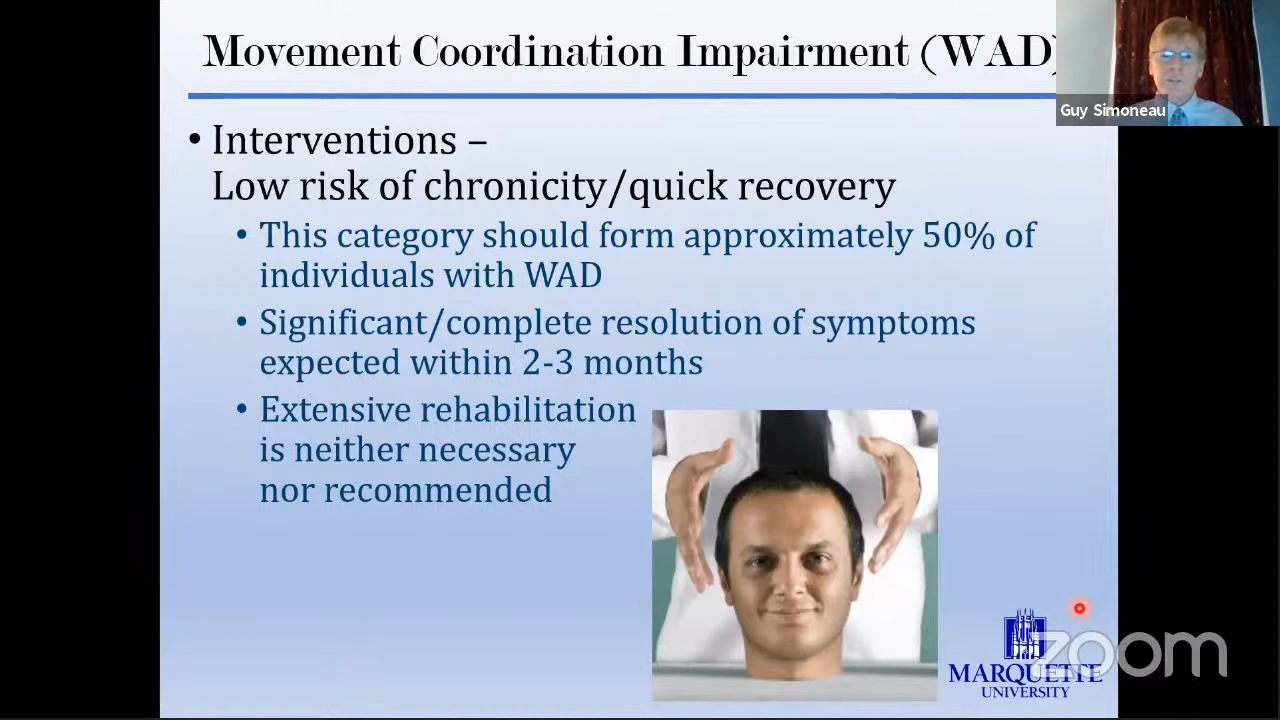 Movement Coordination Impairment (WAD)
Guy Simoneau
• Interventions –
Low risk of chronicity/quick recovery
• This category should form approximately 50% of
individuals with WAD
• Significant/complete resolution of symptoms
expected within 2-3 months
• Extensive rehabilitation
is neither necessary
nor recommended
zoom
MARQUETTE
UNIVERSITY